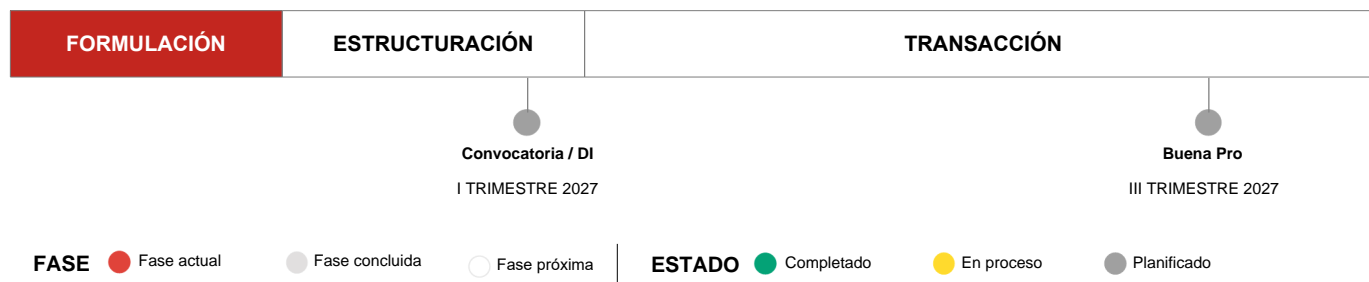 FORMULACIÓN
ESTRUCTURACIÓN
TRANSACCIÓN
Convocatoria / DI
I TRIMESTRE 2027
Buena Pro
III TRIMESTRE 2027
FASE
Fase actual
Fase concluida
Fase próxima
ESTADO
Completado
En proceso
Planificado